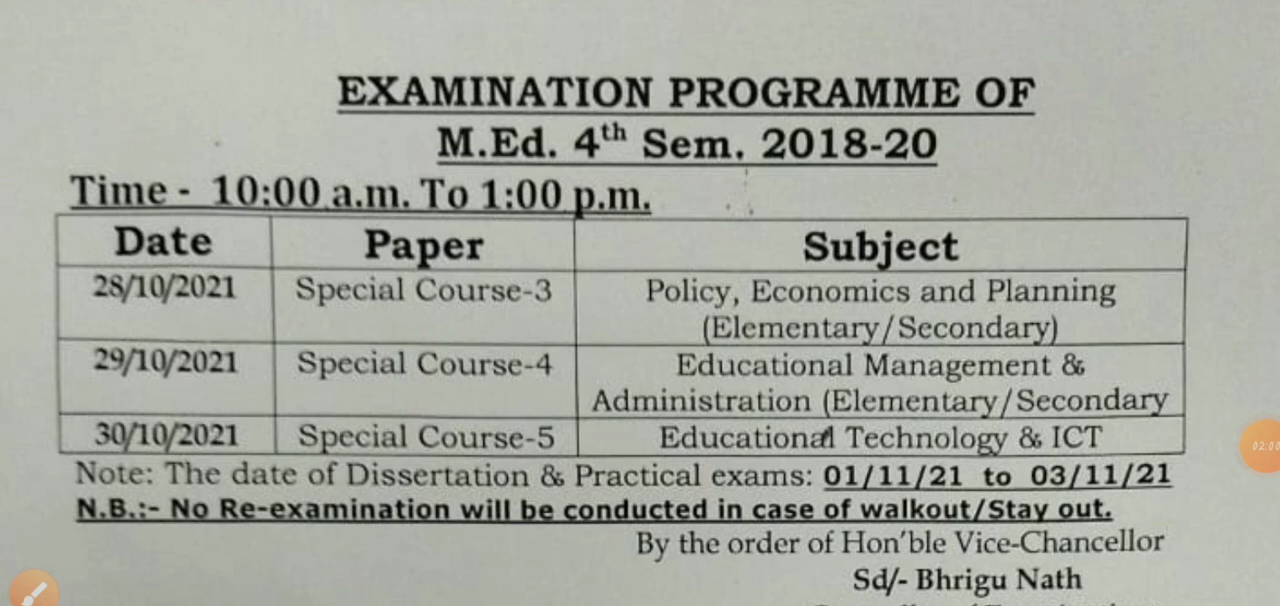 EXAMINATION PROGRAMME OF
M.Ed. 4th Sem. 2018-20
Time - 10:00 a.m. To 1:00 p.m.
Date Paper Subject
28/10/2021 Special Course-3 Policy, Economics and Planning
(Elementary/Secondary)
29/10/2021 Special Course-4 Educational Management &
Administration (Elementary/Secondary
30/10/2021 Special Course-5 Educational Technology & ICT
Note: The date of Dissertation & Practical exams: 01/11/21 to 03/11/21
N.B.:- No Re-examination will be conducted in case of walkout/Stay out.
By the order of Hon'ble Vice-Chancellor
Sd/- Bhrigu Nath
02:00